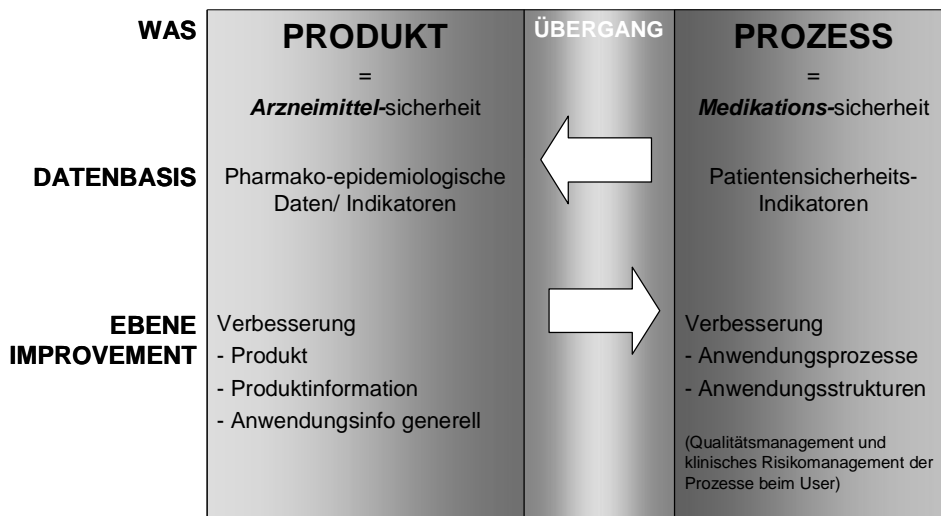 WAS
PRODUKT
ÜBERGANG
PROZESS
=
=
Arzneimittel-sicherheit
Medikations-sicherheit
DATENBASIS
Pharmako-epidemiologische
Daten/ Indikatoren
Patientensicherheits-
Indikatoren
EBENE
IMPROVEMENT
Verbesserung
- Produkt
- Produktinformation
- Anwendungsinfo generell
Verbesserung
- Anwendungsprozesse
- Anwendungsstrukturen
(Qualitätsmanagement und
klinisches Risikomanagement der
Prozesse beim User)